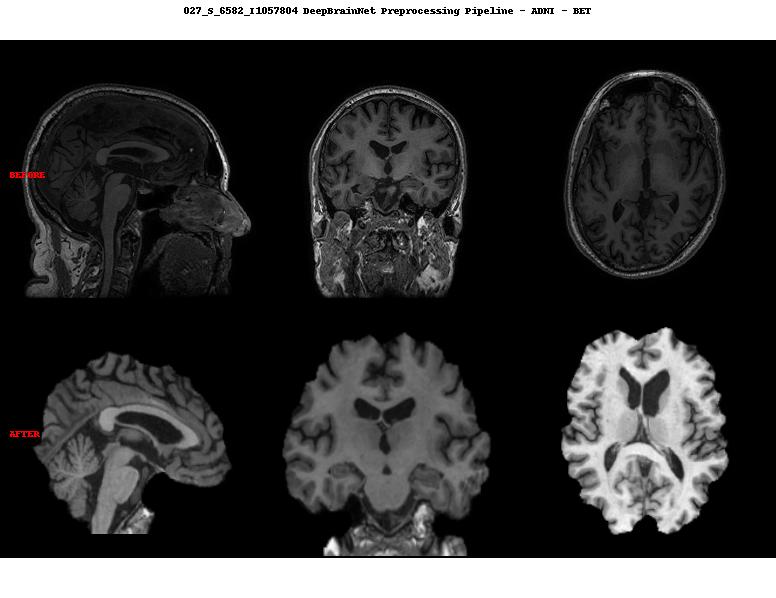 027_S_6582_I1057804 DeepBrainNet Preprocessing Pipeline - ADNI - BET
BEFORE
AFTER